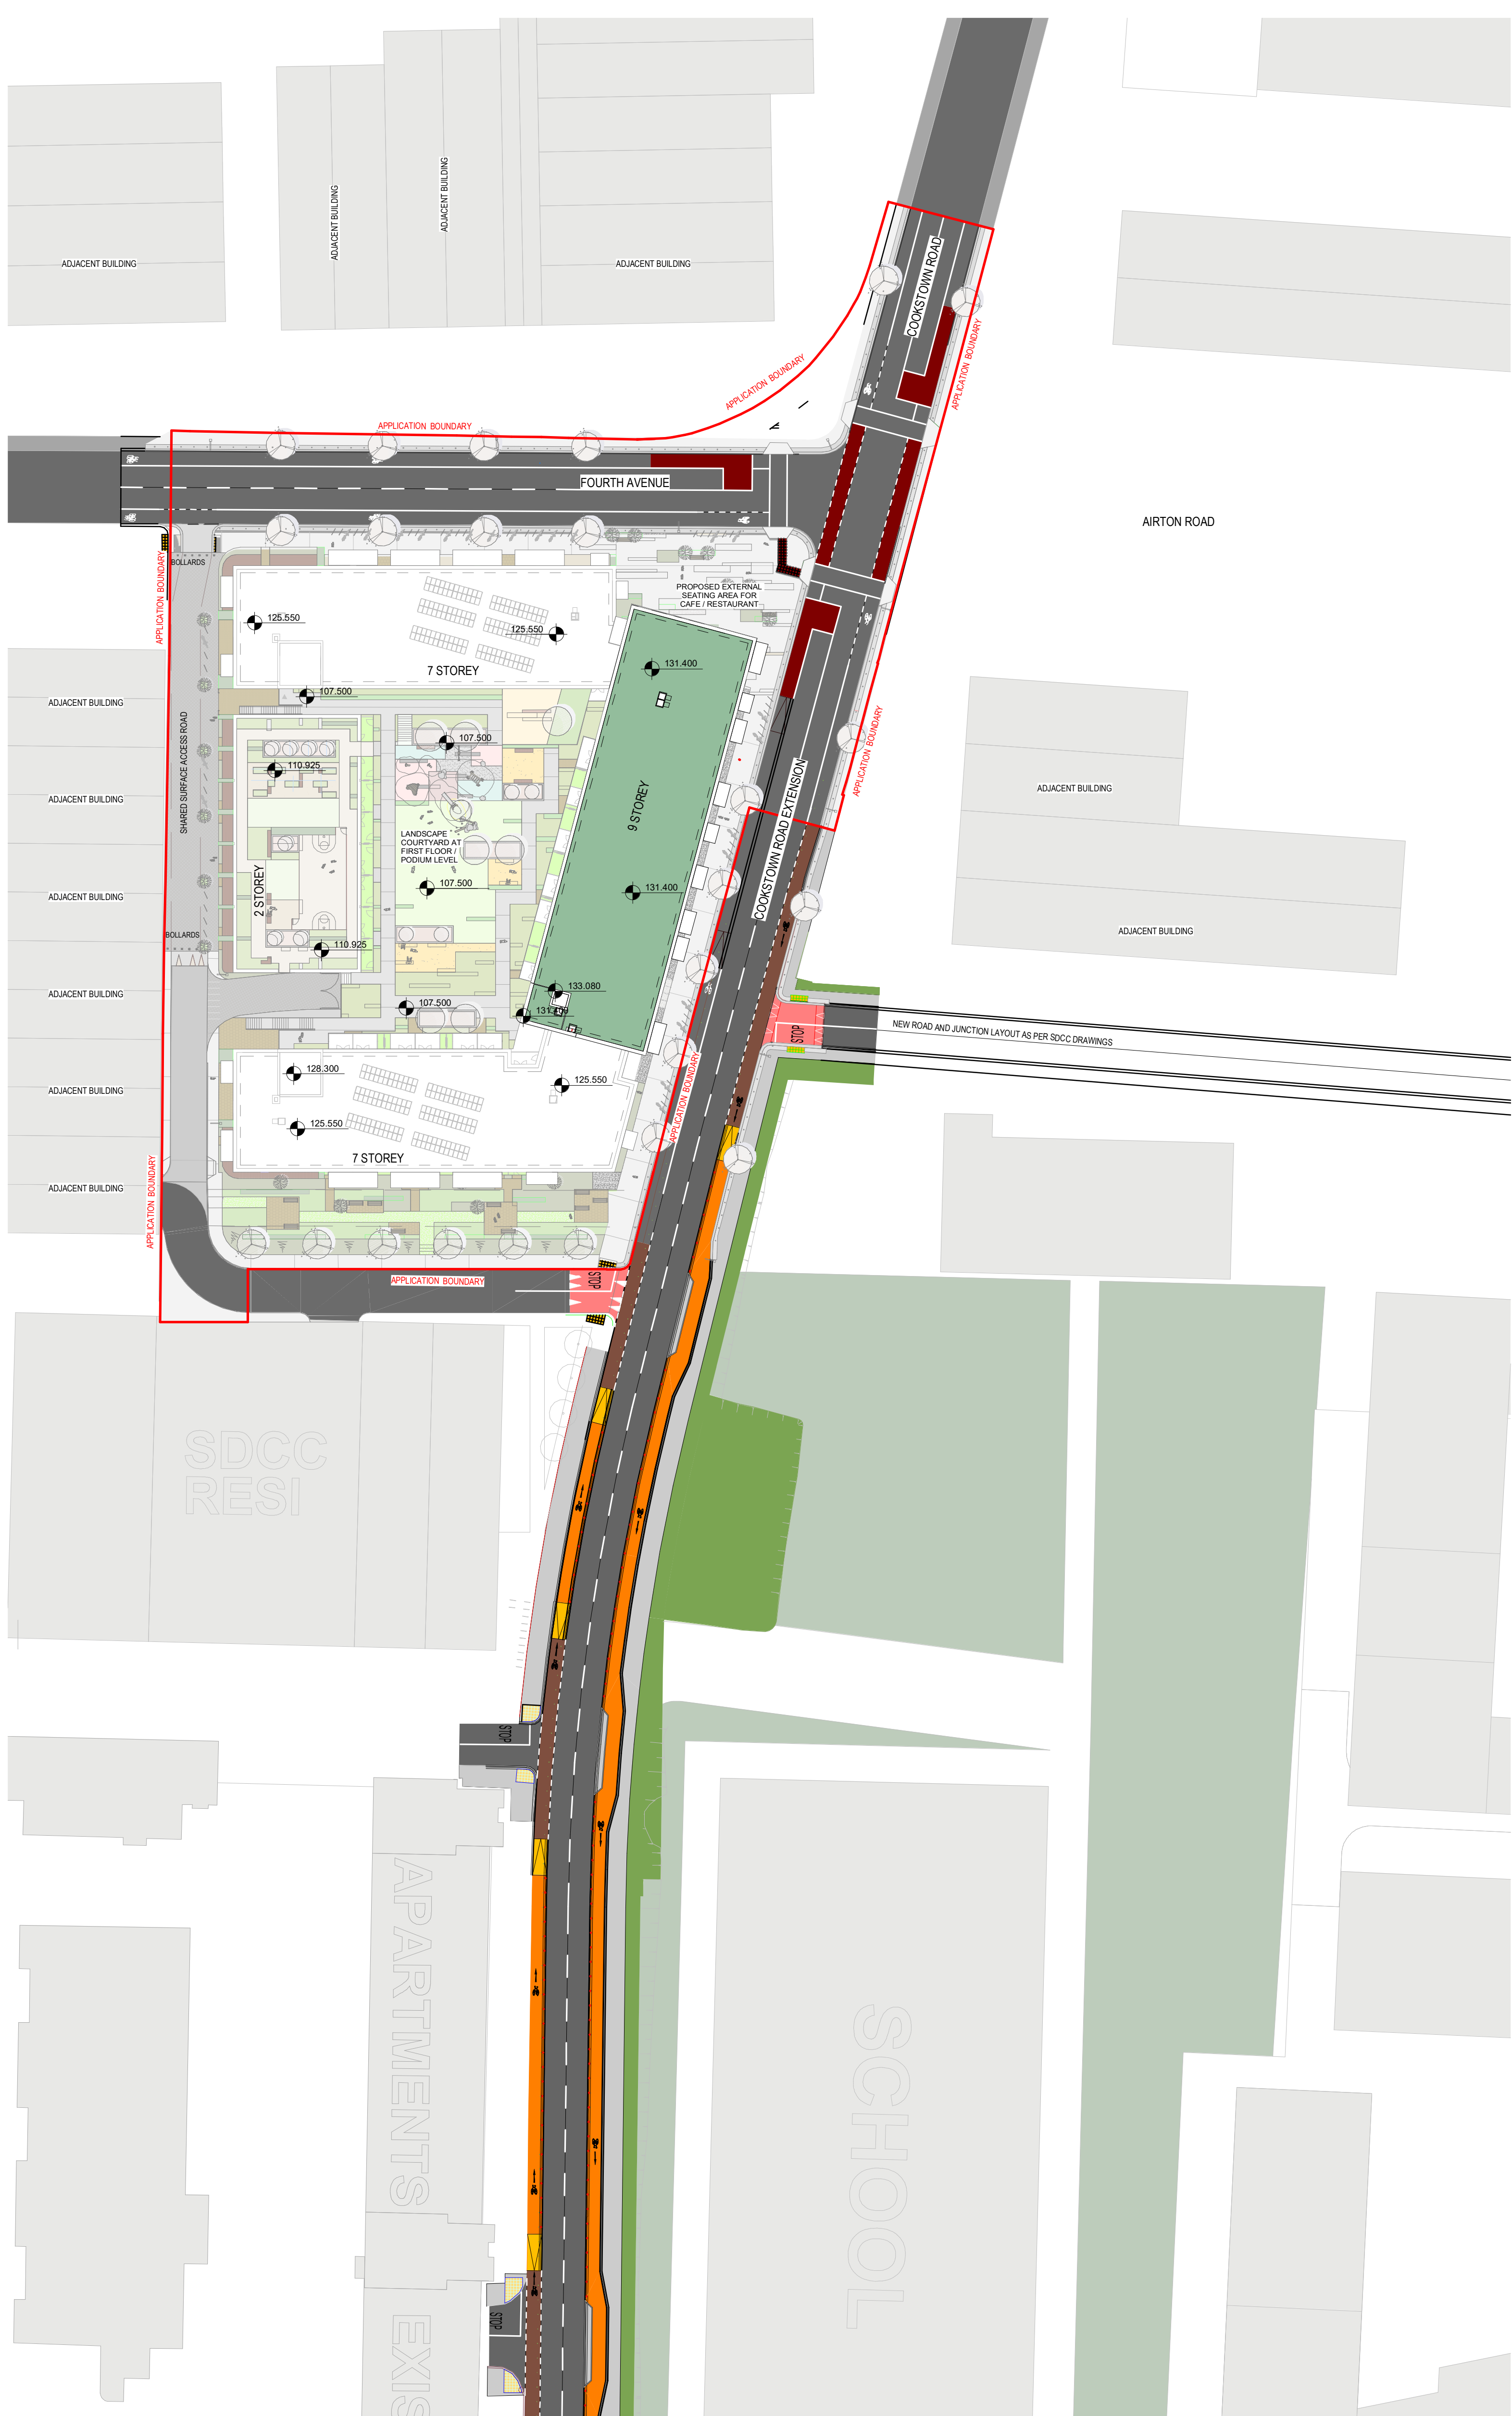 ADJACENT BUILDING
ADJACENT BUILDING
ADJACENT BUILDING
ADJACENT BUILDING
COOKSTOWN ROAD
APPLICATION BOUNDARY
APPLICATION BOUNDARY
APPLICATION BOUNDARY
FOURTH AVENUE
AIRTON ROAD
BOLLARDS
APPLICATION BOUNDARY
PROPOSED EXTERNAL
SEATING AREA FOR
CAFE / RESTAURANT
125.550
125.550
7 STOREY
131.400
107.500
ADJACENT BUILDING
SHARED SURFACE ACCESS ROAD
107.500
110.925
9 STOREY
COOKSTOWN ROAD EXTENSION
APPLICATION BOUNDARY
ADJACENT BUILDING
ADJACENT BUILDING
LANDSCAPE
COURTYARD AT
FIRST FLOOR /
PODIUM LEVEL
2 STOREY
107.500
131.400
ADJACENT BUILDING
ADJACENT BUILDING
BOLLARDS
110.925
133.080
107.500
131.400
ADJACENT BUILDING
STOP
NEW ROAD AND JUNCTION LAYOUT AS PER SDCC DRAWINGS
128.300
125.550
ADJACENT BUILDING
APPLICATION BOUNDARY
125.550
7 STOREY
ADJACENT BUILDING
APPLICATION BOUNDARY
APPLICATION BOUNDARY
STOP
SDCC
RESI
STOP
APARTMENTS
SCHOOL
STOP
EXIS